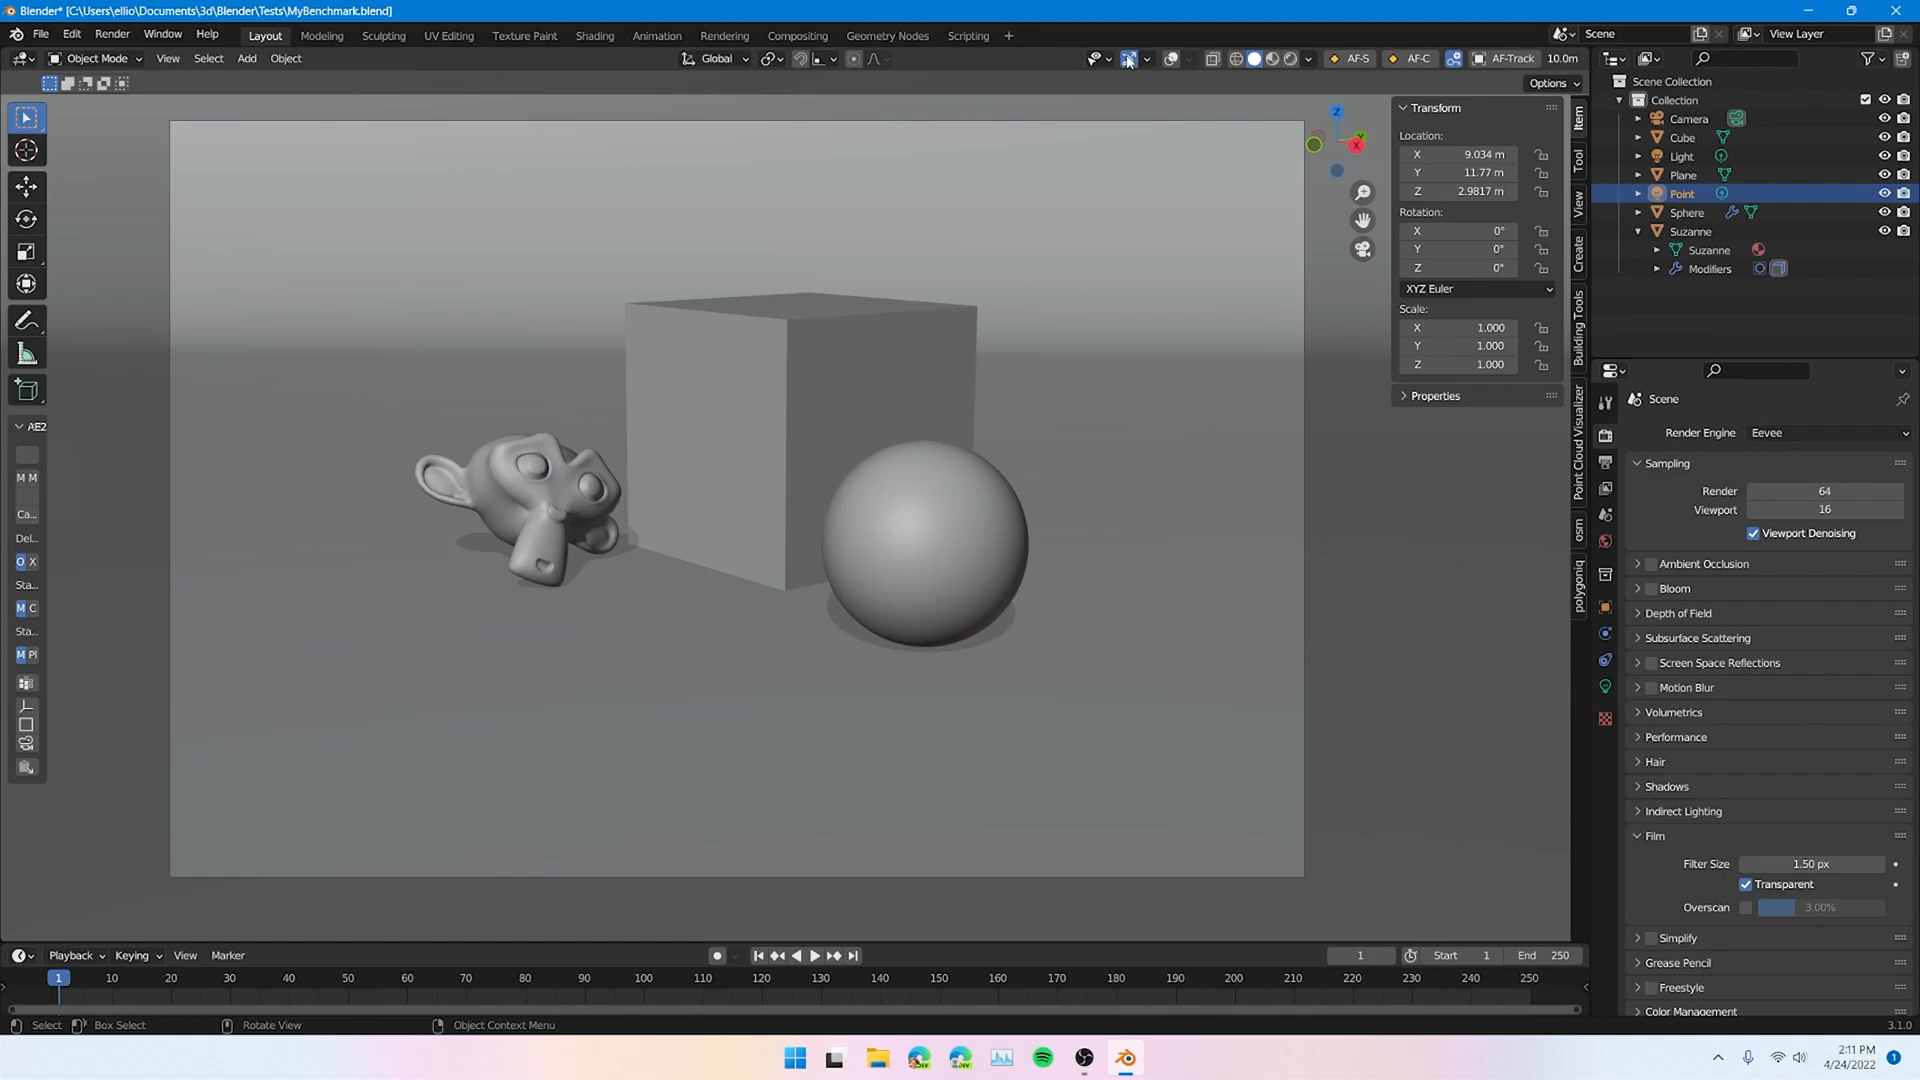 Blender* [C:\Users\ellio\Documents\3d\Blender\Tests\MyBenchmark.blend]
File Edit Render Window Help Layout Modeling Sculpting UV Editing Texture Paint Shading Animation Rendering Compositing Geometry Nodes Scripting Scene View Layer
Object Mode View Select Add Object Global AF-S AF-C AF-Track 10.0m
Options
Scene Collection
Collection
Camera
Cube
Light
Plane
Point
Sphere
Suzanne
Suzanne
Modifiers
Z
Y
X
Transform
Location:
X 9.034 m
Y 11.77 m
Z 2.9817 m
Rotation:
X 0°
Y 0°
Z 0°
XYZ Euler
Scale:
X 1.000
Y 1.000
Z 1.000
Properties
Item
Tool
View
Create
Building Tools
Point Cloud Visualizer
osm
polygoniq
AE2
M M
Ca...
Del...
O X
Sta...
M C
Sta...
M Pl
Scene
Render Engine Eevee
Sampling
Render 64
Viewport 16
Viewport Denoising
Ambient Occlusion
Bloom
Depth of Field
Subsurface Scattering
Screen Space Reflections
Motion Blur
Volumetrics
Performance
Hair
Shadows
Indirect Lighting
Film
Filter Size 1.50 px
Transparent
Overscan 3.00%
Simplify
Grease Pencil
Freestyle
Color Management
Playback Keying View Marker 1 Start 1 End 250
1 10 20 30 40 50 60 70 80 90 100 110 120 130 140 150 160 170 180 190 200 210 220 230 240 250
Select Box Select Rotate View Object Context Menu 3.1.0
2:11 PM
4/24/2022
1